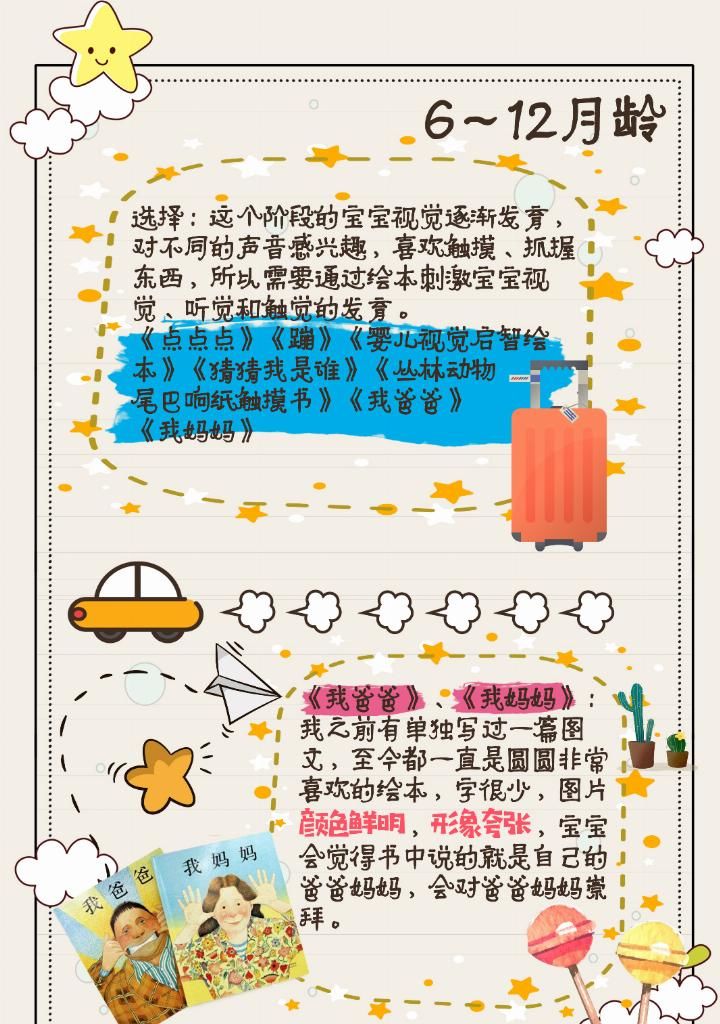 6~12月龄
选择：这个阶段的宝宝视觉逐渐发育，
对不同的声音感兴趣，喜欢触摸、抓握
东西，所以需要通过绘本刺激宝宝视
觉、听觉和触觉的发育。
《点点点》《蹦》《婴儿视觉启智绘
本》《猜猜我是谁》《丛林动物
尾巴响纸触摸书》《我爸爸》
《我妈妈》
《我爸爸》、《我妈妈》：
我之前有单独写过一篇图
文，至今都一直是圆圆非常
喜欢的绘本，字很少，图片
颜色鲜明，形象夸张，宝宝
会觉得书中说的就是自己的
爸爸妈妈，会对爸爸妈妈崇
拜。
我爸爸
我妈妈